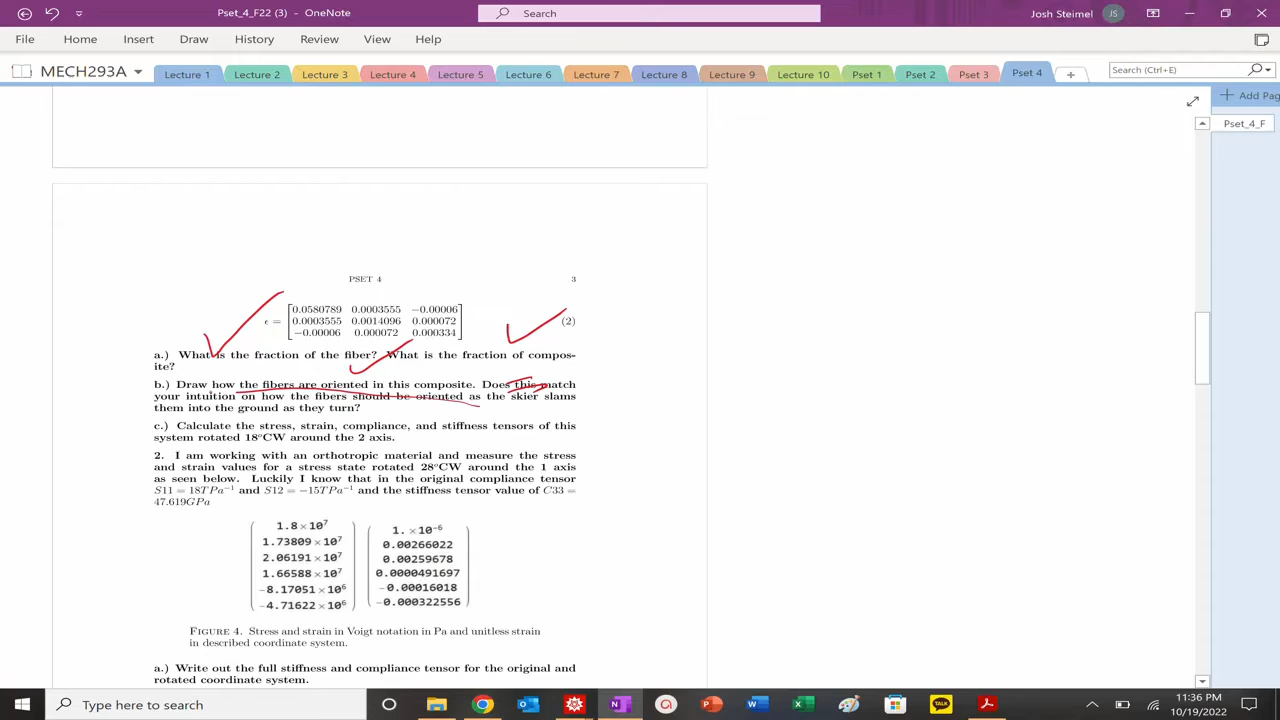 Pset_4_F22 (3) - OneNote
Search
Josh Steimel
JS
File Home Insert Draw History Review View Help
MECH293A
Lecture 1 Lecture 2 Lecture 3 Lecture 4 Lecture 5 Lecture 6 Lecture 7 Lecture 8 Lecture 9 Lecture 10 Pset 1 Pset 2 Pset 3 Pset 4
Search (Ctrl+E)
Add Pag
Pset_4_F
PSET 4 3
0.0580789 0.0003555 −0.00006
ϵ = 0.0003555 0.0014096 0.000072 (2)
−0.00006 0.000072 0.000334
a.) What is the fraction of the fiber? What is the fraction of compos-
ite?
b.) Draw how the fibers are oriented in this composite. Does this match
your intuition on how the fibers should be oriented as the skier slams
them into the ground as they turn?
c.) Calculate the stress, strain, compliance, and stiffness tensors of this
system rotated 18°CW around the 2 axis.
2. I am working with an orthotropic material and measure the stress
and strain values for a stress state rotated 28°CW around the 1 axis
as seen below. Luckily I know that in the original compliance tensor
S11 = 18TPa⁻¹ and S12 = −15TPa⁻¹ and the stiffness tensor value of C33 =
47.619GPa
1.8×10⁷ 1.×10⁻⁶
1.73809×10⁷ 0.00266022
2.06191×10⁷ 0.00259678
1.66588×10⁷ 0.0000491697
-8.17051×10⁶ -0.00016018
-4.71622×10⁶ -0.000322556
FIGURE 4. Stress and strain in Voigt notation in Pa and unitless strain
in described coordinate system.
a.) Write out the full stiffness and compliance tensor for the original and
rotated coordinate system.
Type here to search
TALK
11:36 PM
10/19/2022